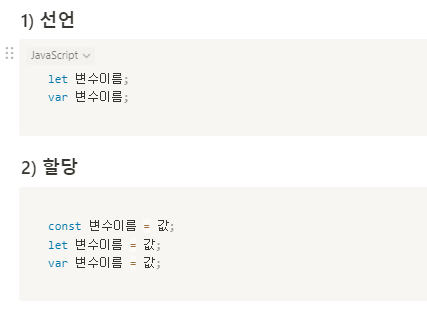 1) 선언
JavaScript
let 변수이름;
var 변수이름;
2) 할당
const 변수이름 = 값;
let 변수이름 = 값;
var 변수이름 = 값;